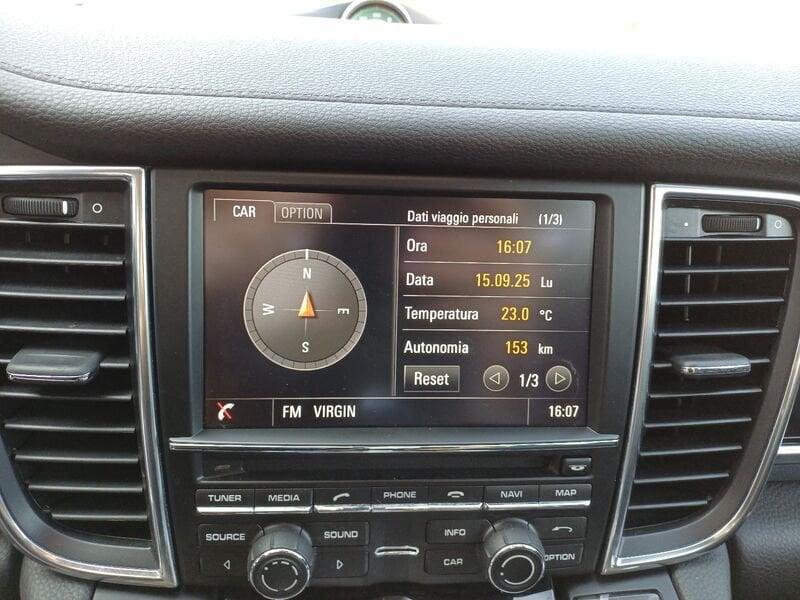 CAR OPTION Dati viaggio personali (1/3)
N
W E
S
Ora 16:07
Data 15.09.25 Lu
Temperatura 23.0 °C
Autonomia 153 km
Reset 1/3
FM VIRGIN 16:07
TUNER MEDIA PHONE NAVI MAP
SOURCE SOUND INFO
CAR OPTION